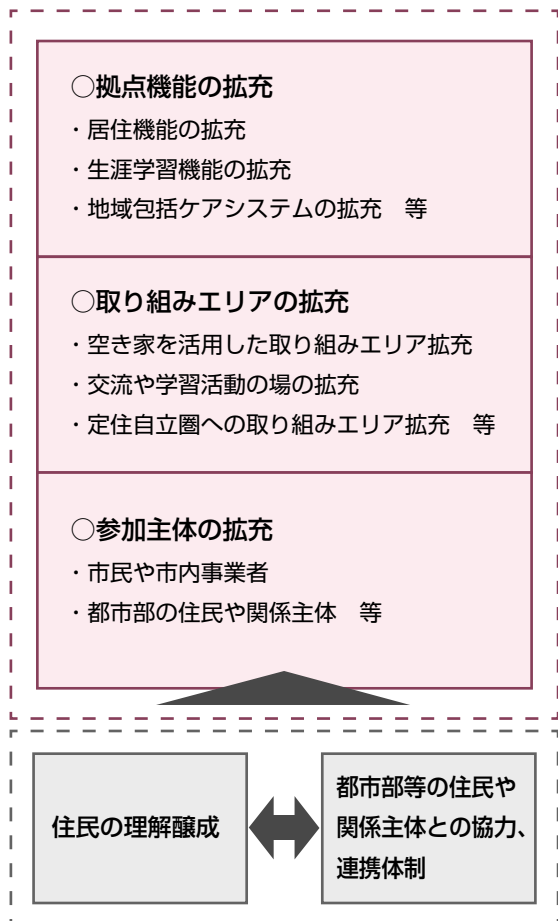 ○拠点機能の拡充
・居住機能の拡充
・生涯学習機能の拡充
・地域包括ケアシステムの拡充　等
○取り組みエリアの拡充
・空き家を活用した取り組みエリア拡充
・交流や学習活動の場の拡充
・定住自立圏への取り組みエリア拡充　等
○参加主体の拡充
・市民や市内事業者
・都市部の住民や関係主体　等
住民の理解醸成
都市部等の住民や
関係主体との協力、
連携体制